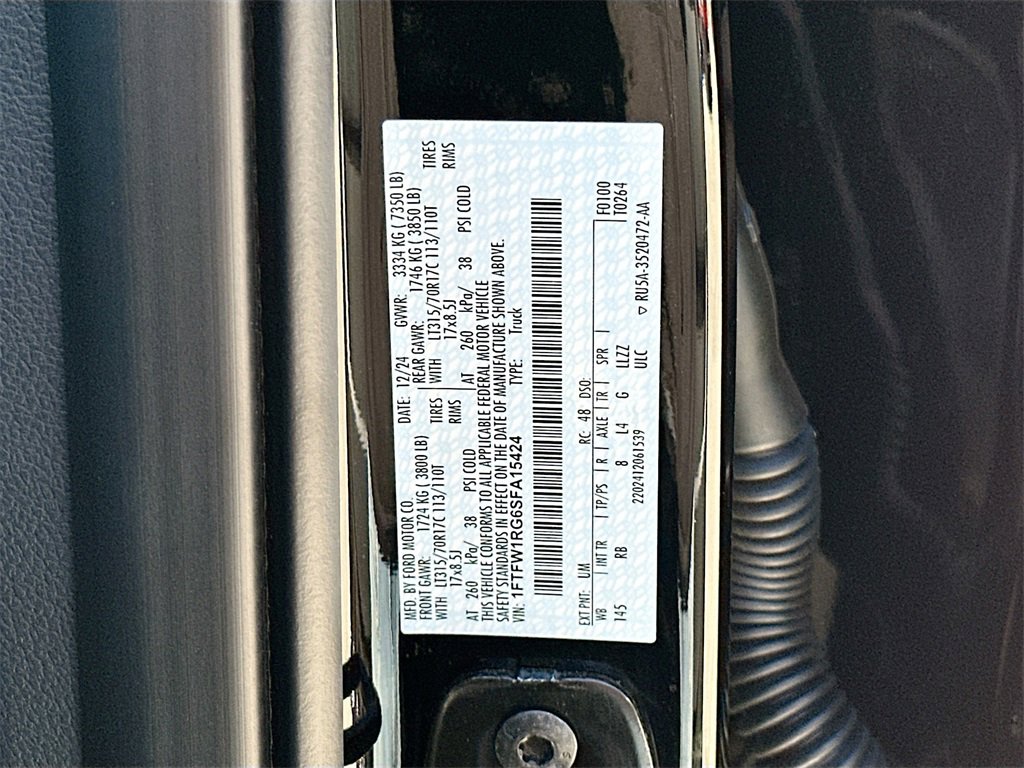 MFD. BY FORD MOTOR CO.
DATE: 12/24 GVWR: 3334 KG ( 7350 LB)
FRONT GAWR: 1724 KG ( 3800 LB) REAR GAWR: 1746 KG ( 3850 LB)
WITH LT315/70R17C 113/110T TIRES WITH LT315/70R17C 113/110T TIRES
17x8.5J RIMS 17x8.5J RIMS
AT 260 kPa/ 38 PSI COLD AT 260 kPa/ 38 PSI COLD
THIS VEHICLE CONFORMS TO ALL APPLICABLE FEDERAL MOTOR VEHICLE
SAFETY STANDARDS IN EFFECT ON THE DATE OF MANUFACTURE SHOWN ABOVE.
VIN: 1FTFW1RG6SFA15424 TYPE: Truck
EXT PNT: UM RC: 48 DSO:
WB INT TR TP/PS R AXLE TR SPR F0100
145 RB 8 L4 G LLZZ T0264
2202412061539 ULC
▽ RU5A-3520472-AA